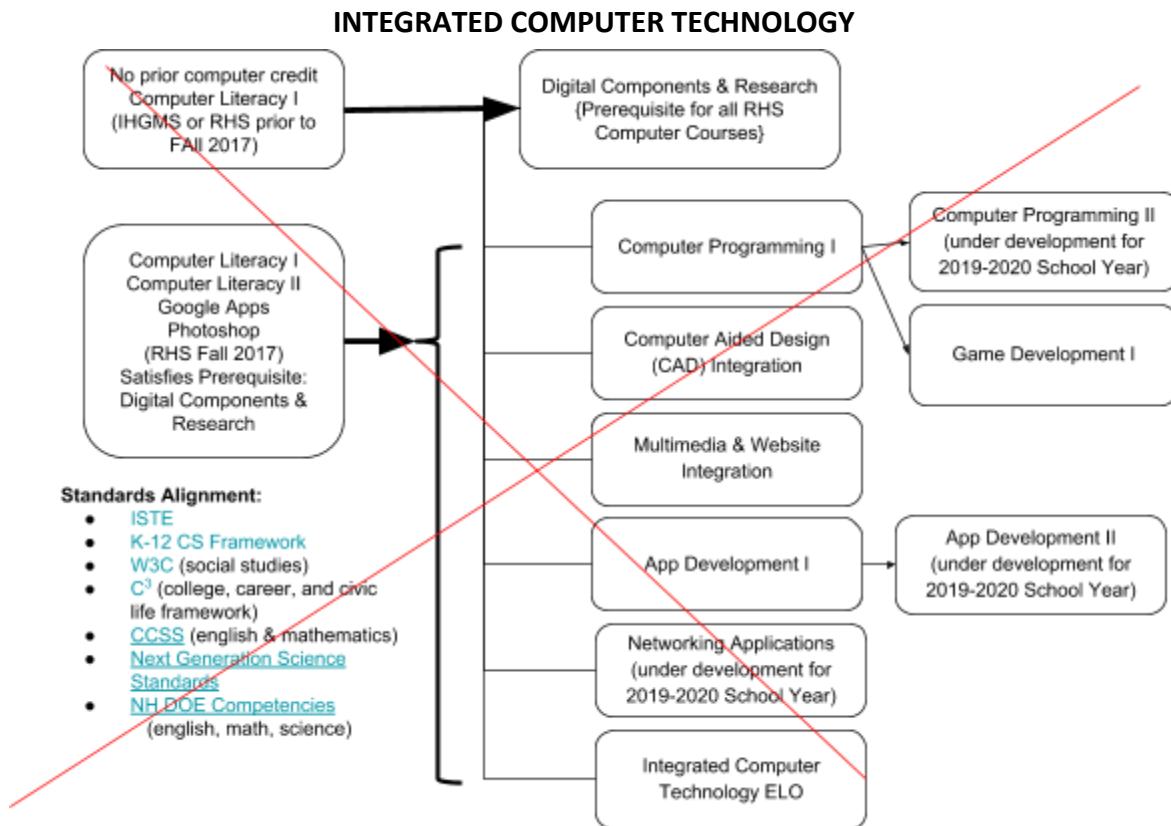 INTEGRATED COMPUTER TECHNOLOGY
No prior computer credit
Computer Literacy I
(IHGMS or RHS prior to
FAll 2017)
Digital Components & Research
{Prerequisite for all RHS
Computer Courses}
Computer Literacy I
Computer Literacy II
Google Apps
Photoshop
(RHS Fall 2017)
Satisfies Prerequisite:
Digital Components &
Research
Computer Programming I
Computer Programming II
(under development for
2019-2020 School Year)
Game Development I
Computer Aided Design
(CAD) Integration
Multimedia & Website
Integration
App Development I
App Development II
(under development for
2019-2020 School Year)
Networking Applications
(under development for
2019-2020 School Year)
Integrated Computer
Technology ELO
Standards Alignment:
● ISTE
● K-12 CS Framework
● W3C (social studies)
● C³ (college, career, and civic
life framework)
● CCSS (english & mathematics)
● Next Generation Science
Standards
● NH DOE Competencies
(english, math, science)